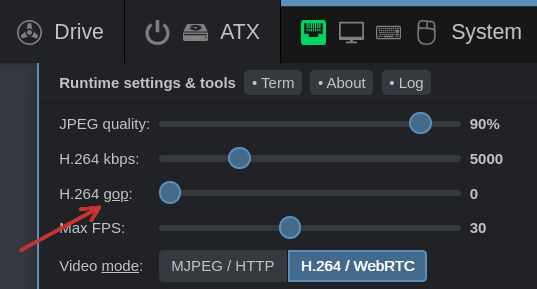 Drive ATX System
Runtime settings & tools • Term • About • Log
JPEG quality: 90%
H.264 kbps: 5000
H.264 gop: 0
Max FPS: 30
Video mode: MJPEG / HTTP H.264 / WebRTC